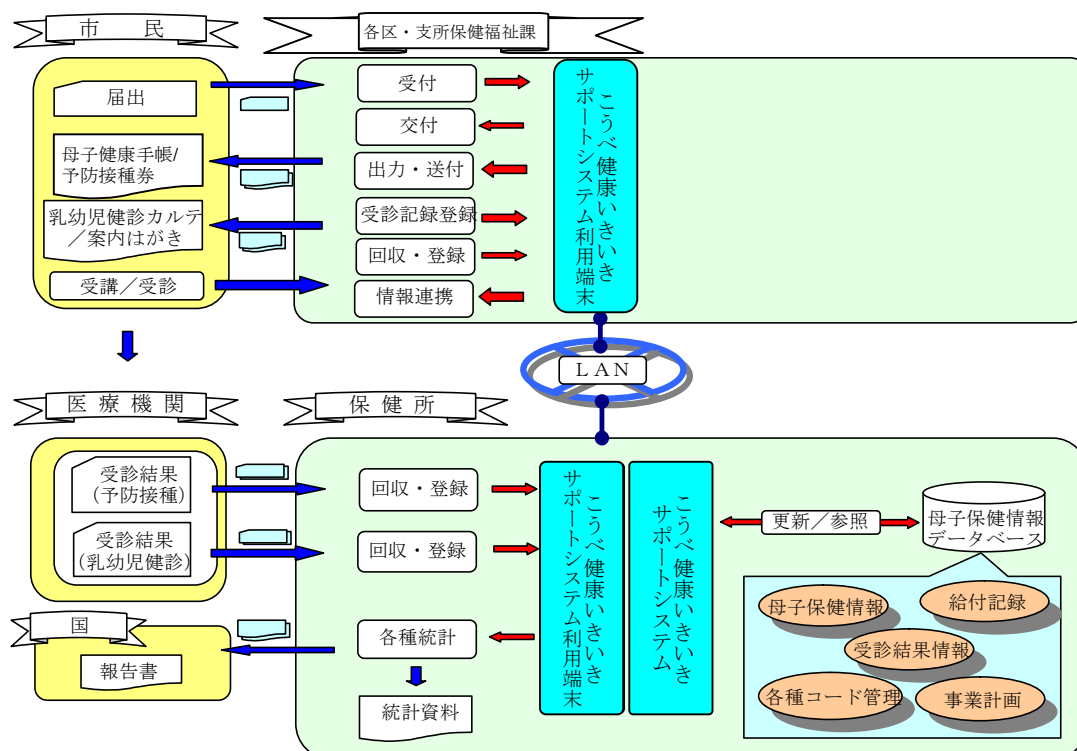 市 民
各区・支所保健福祉課
届出
母子健康手帳/
予防接種券
乳幼児健診カルテ
／案内はがき
受講／受診
受付
交付
出力・送付
受診記録登録
回収・登録
情報連携
こうべ健康いきいき
サポートシステム利用端末
ＬＡＮ
医 療 機 関
保 健 所
受診結果
(予防接種)
受診結果
(乳幼児健診)
国
報告書
回収・登録
回収・登録
各種統計
統計資料
こうべ健康いきいき
サポートシステム利用端末
こうべ健康いきいき
サポートシステム
更新／参照
母子保健情報
データベース
母子保健情報
給付記録
受診結果情報
各種コード管理
事業計画